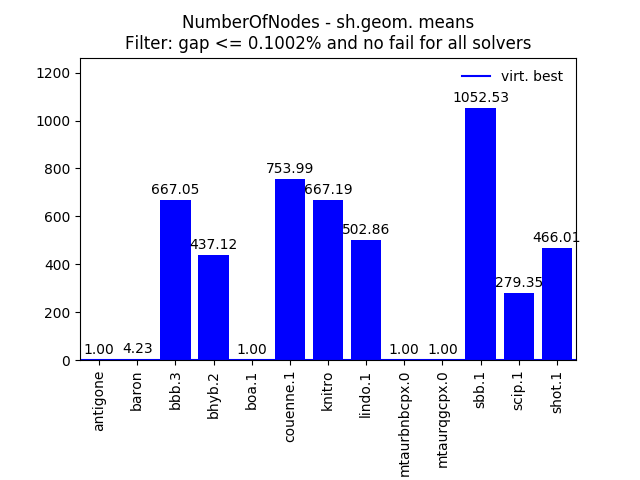 NumberOfNodes - sh.geom. means
Filter: gap <= 0.1002% and no fail for all solvers
virt. best
1200
1000
800
600
400
200
0
1.00
4.23
667.05
437.12
1.00
753.99
667.19
502.86
1.00
1.00
1052.53
279.35
466.01
antigone
baron
bbb.3
bhyb.2
boa.1
couenne.1
knitro
lindo.1
mtaurbnbcpx.0
mtaurqgcpx.0
sbb.1
scip.1
shot.1